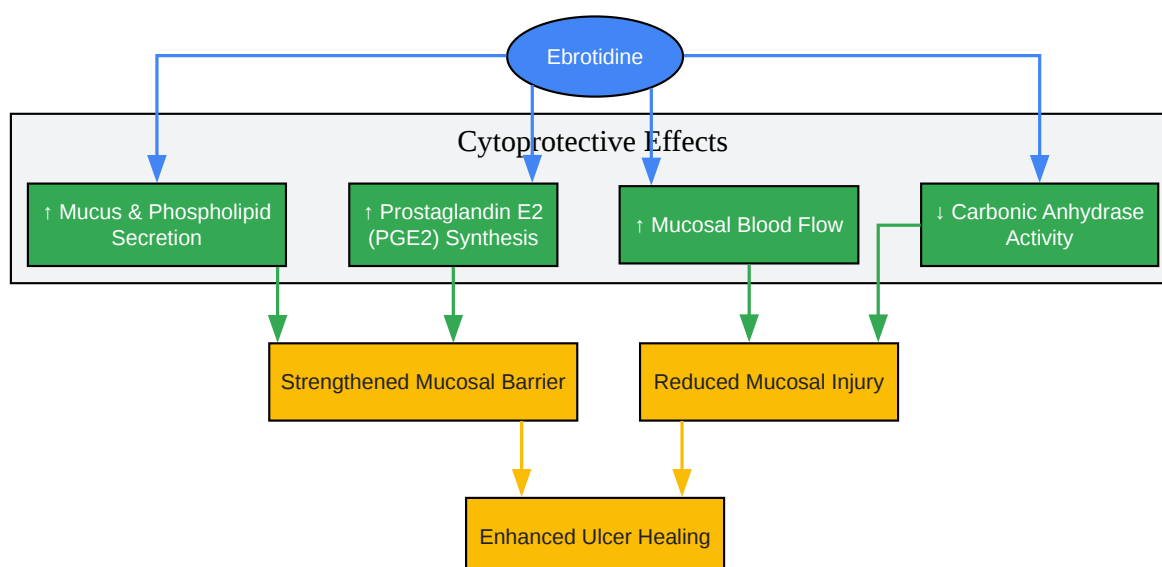 Ebrotidine
Cytoprotective Effects
↑ Mucus & Phospholipid
Secretion
↑ Prostaglandin E2
(PGE2) Synthesis
↑ Mucosal Blood Flow
↓ Carbonic Anhydrase
Activity
Strengthened Mucosal Barrier
Reduced Mucosal Injury
Enhanced Ulcer Healing